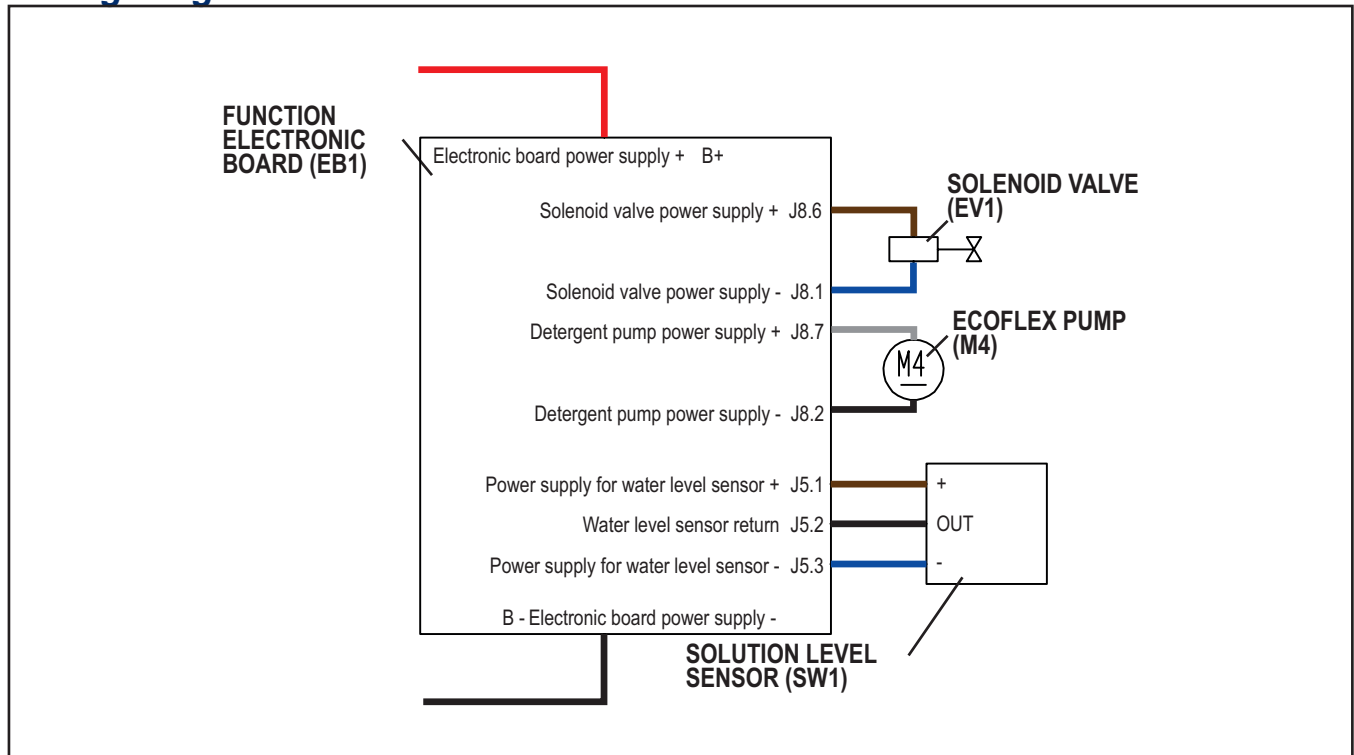 FUNCTION
ELECTRONIC
BOARD (EB1)
Electronic board power supply + B+
Solenoid valve power supply + J8.6
SOLENOID VALVE
(EV1)
Solenoid valve power supply - J8.1
Detergent pump power supply + J8.7
ECOFLEX PUMP
(M4)
M4
Detergent pump power supply - J8.2
Power supply for water level sensor + J5.1
+
Water level sensor return J5.2
OUT
Power supply for water level sensor - J5.3
-
B - Electronic board power supply -
SOLUTION LEVEL
SENSOR (SW1)